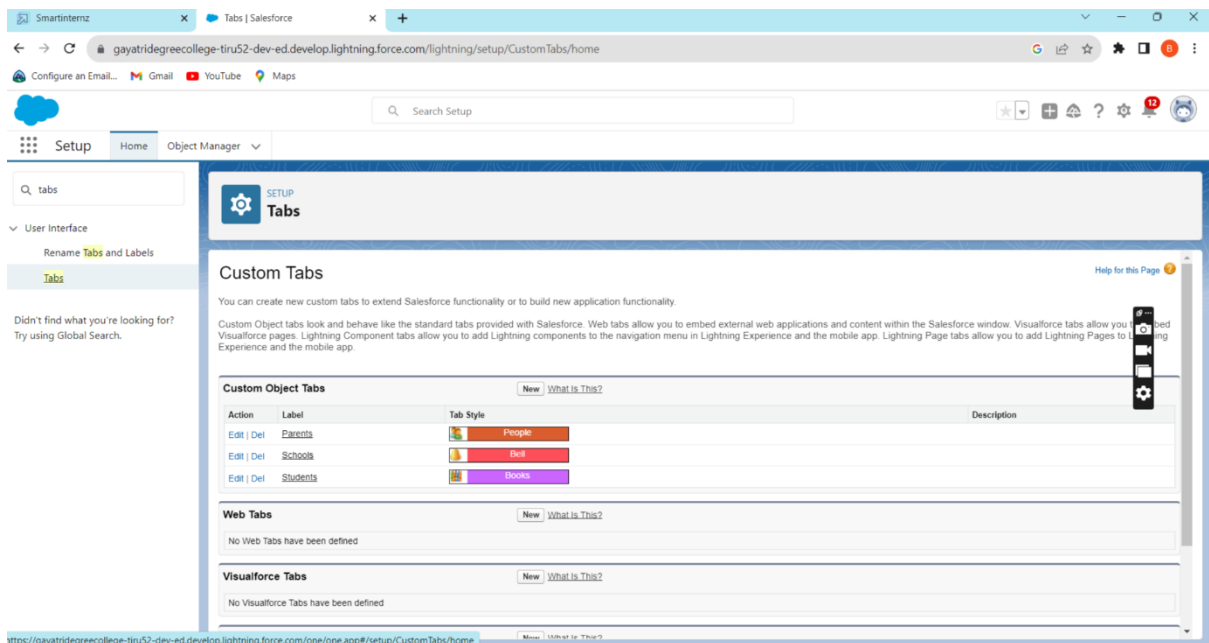 Smartinternz
Tabs | Salesforce
gayatridegreecollege-tiru52-dev-ed.develop.lightning.force.com/lightning/setup/CustomTabs/home
G
B
Configure an Email... Gmail YouTube Maps
Search Setup
12
Setup Home Object Manager
tabs
SETUP
Tabs
User Interface
Rename Tabs and Labels
Tabs
Didn't find what you're looking for?
Try using Global Search.
Custom Tabs
Help for this Page
You can create new custom tabs to extend Salesforce functionality or to build new application functionality.
Custom Object tabs look and behave like the standard tabs provided with Salesforce. Web tabs allow you to embed external web applications and content within the Salesforce window. Visualforce tabs allow you
Visualforce pages. Lightning Component tabs allow you to add Lightning components to the navigation menu in Lightning Experience and the mobile app. Lightning Page tabs allow you to add Lightning Pages to
Experience and the mobile app.
Custom Object Tabs New What Is This?
Action Label Tab Style Description
Edit | Del Parents People
Edit | Del Schools Bell
Edit | Del Students Books
Web Tabs New What Is This?
No Web Tabs have been defined
Visualforce Tabs New What Is This?
No Visualforce Tabs have been defined
New What Is This?
https://gayatridegreecollege-tiru52-dev-ed.develop.lightning.force.com/one/one.app#/setup/CustomTabs/home